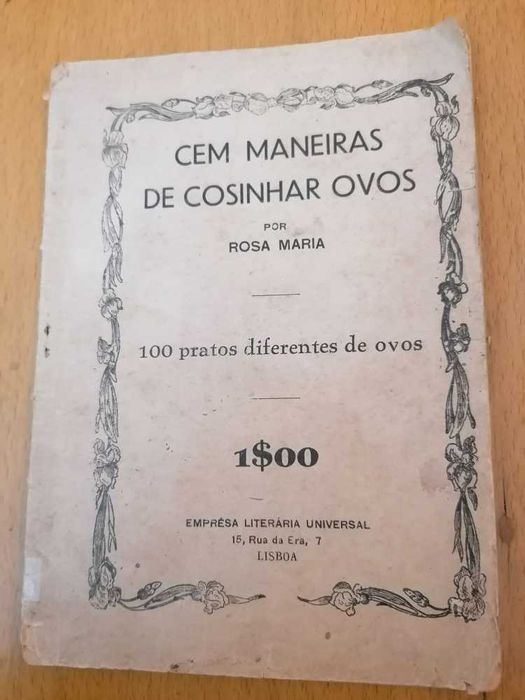 CEM MANEIRAS
DE COSINHAR OVOS
POR
ROSA MARIA
100 pratos diferentes de ovos
1$00
EMPRÊSA LITERÁRIA UNIVERSAL
15, Rua da Era, 7
LISBOA